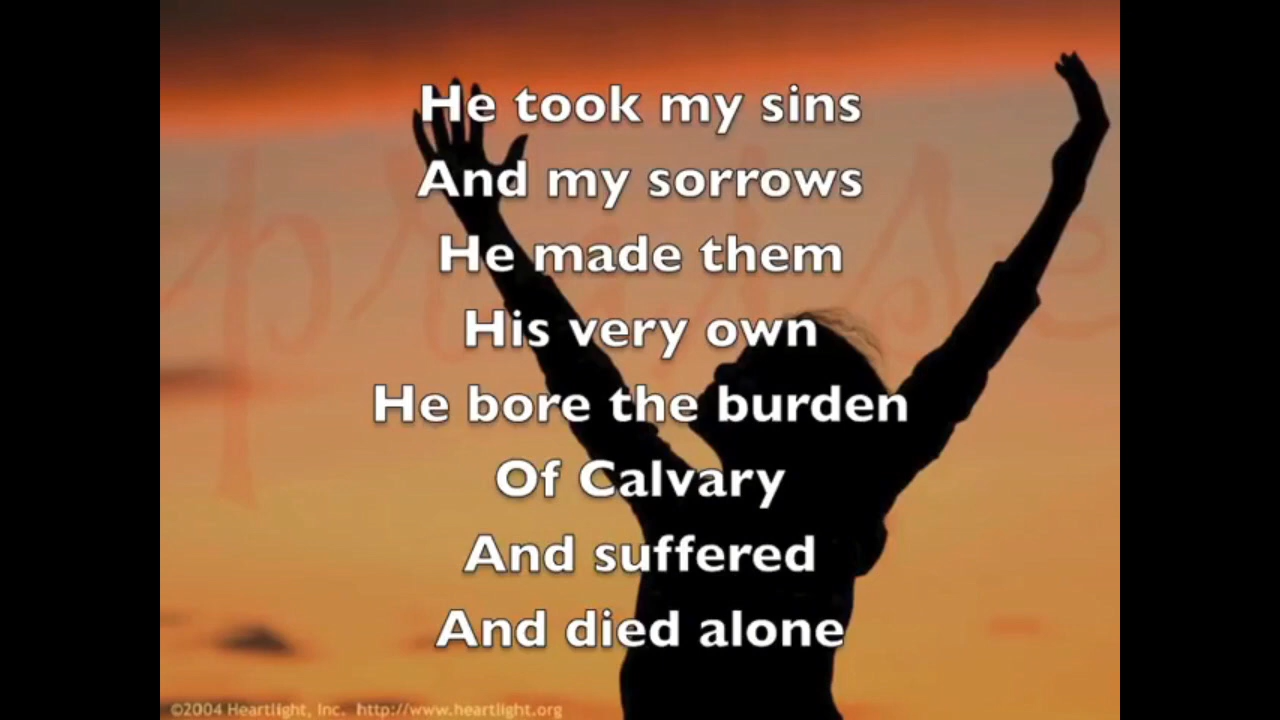 He took my sins
And my sorrows
He made them
His very own
He bore the burden
Of Calvary
And suffered
And died alone
praise
©2004 Heartlight, Inc. http://www.heartlight.org